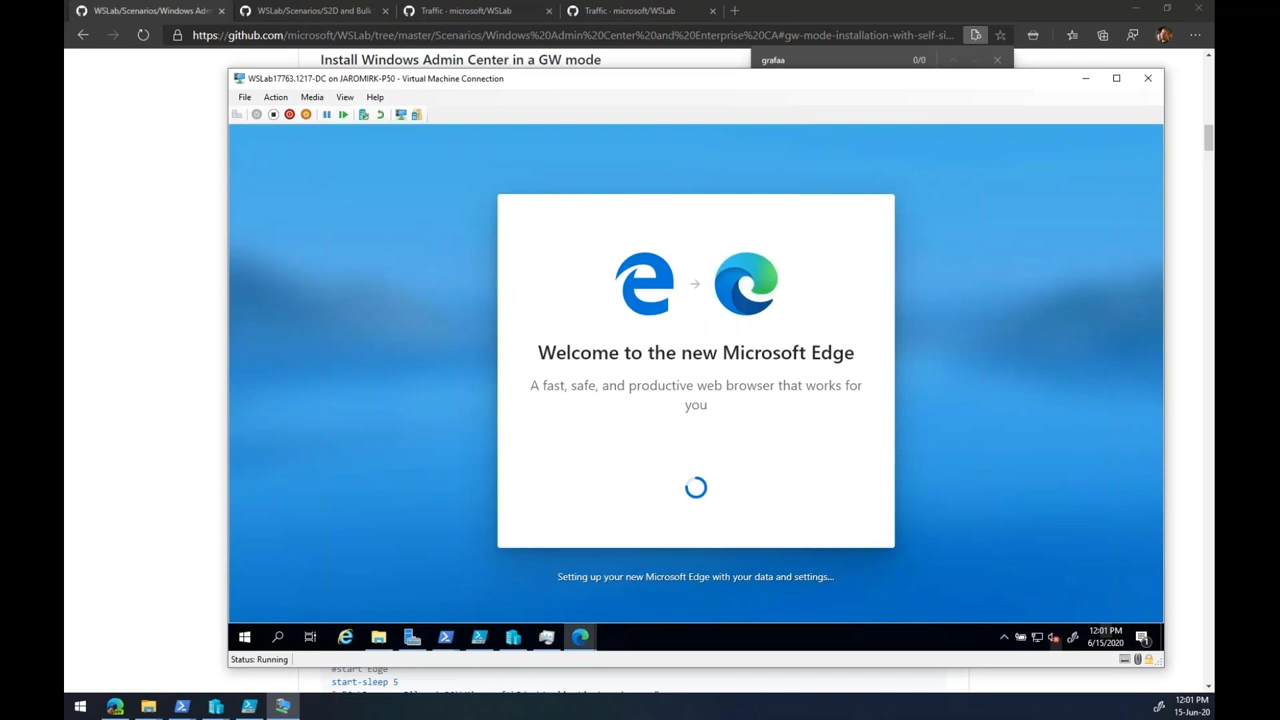 WSLab/Scenarios/Windows Adm
WSLab/Scenarios/S2D and Bulk
Traffic · microsoft/WSLab
Traffic · microsoft/WSLab
https://github.com/microsoft/WSLab/tree/master/Scenarios/Windows%20Admin%20Center%20and%20Enterprise%20CA#gw-mode-installation-with-self-si...
Install Windows Admin Center in a GW mode
grafaa 0/0
WSLab17763.1217-DC on JAROMIRK-P50 - Virtual Machine Connection
File Action Media View Help
Welcome to the new Microsoft Edge
A fast, safe, and productive web browser that works for
you
Setting up your new Microsoft Edge with your data and settings...
12:01 PM
6/15/2020
Status: Running
#start Edge
start-sleep 5
12:01 PM
15-Jun-20